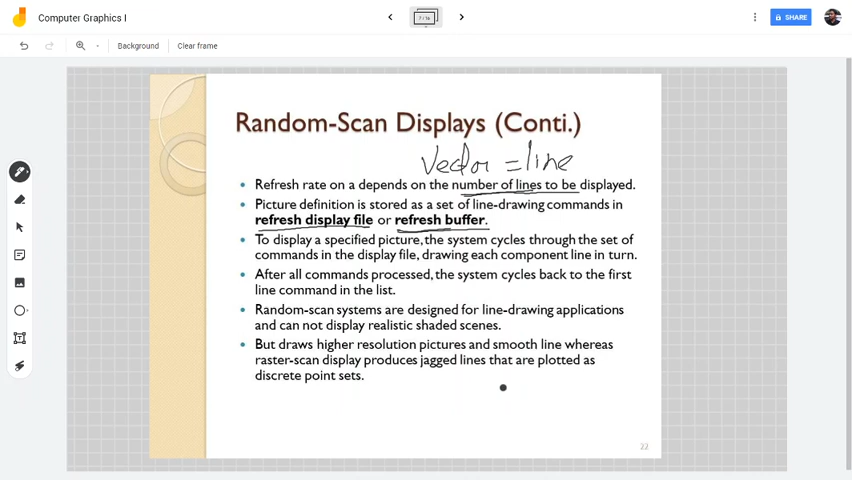 Computer Graphics I
7 / 16
SHARE
Background
Clear frame
Random-Scan Displays (Conti.)
Vector = line
Refresh rate on a depends on the number of lines to be displayed.
Picture definition is stored as a set of line-drawing commands in
refresh display file or refresh buffer.
To display a specified picture, the system cycles through the set of
commands in the display file, drawing each component line in turn.
After all commands processed, the system cycles back to the first
line command in the list.
Random-scan systems are designed for line-drawing applications
and can not display realistic shaded scenes.
But draws higher resolution pictures and smooth line whereas
raster-scan display produces jagged lines that are plotted as
discrete point sets.
22